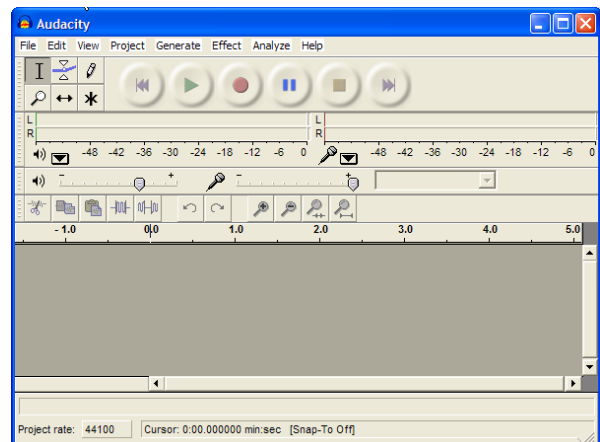 Audacity
File Edit View Project Generate Effect Analyze Help
L
R
-48 -42 -36 -30 -24 -18 -12 -6 0
L
R
-48 -42 -36 -30 -24 -18 -12 -6 0
- +
- +
- 1.0 0.0 1.0 2.0 3.0 4.0 5.0
Project rate: 44100 Cursor: 0:00.000000 min:sec [Snap-To Off]